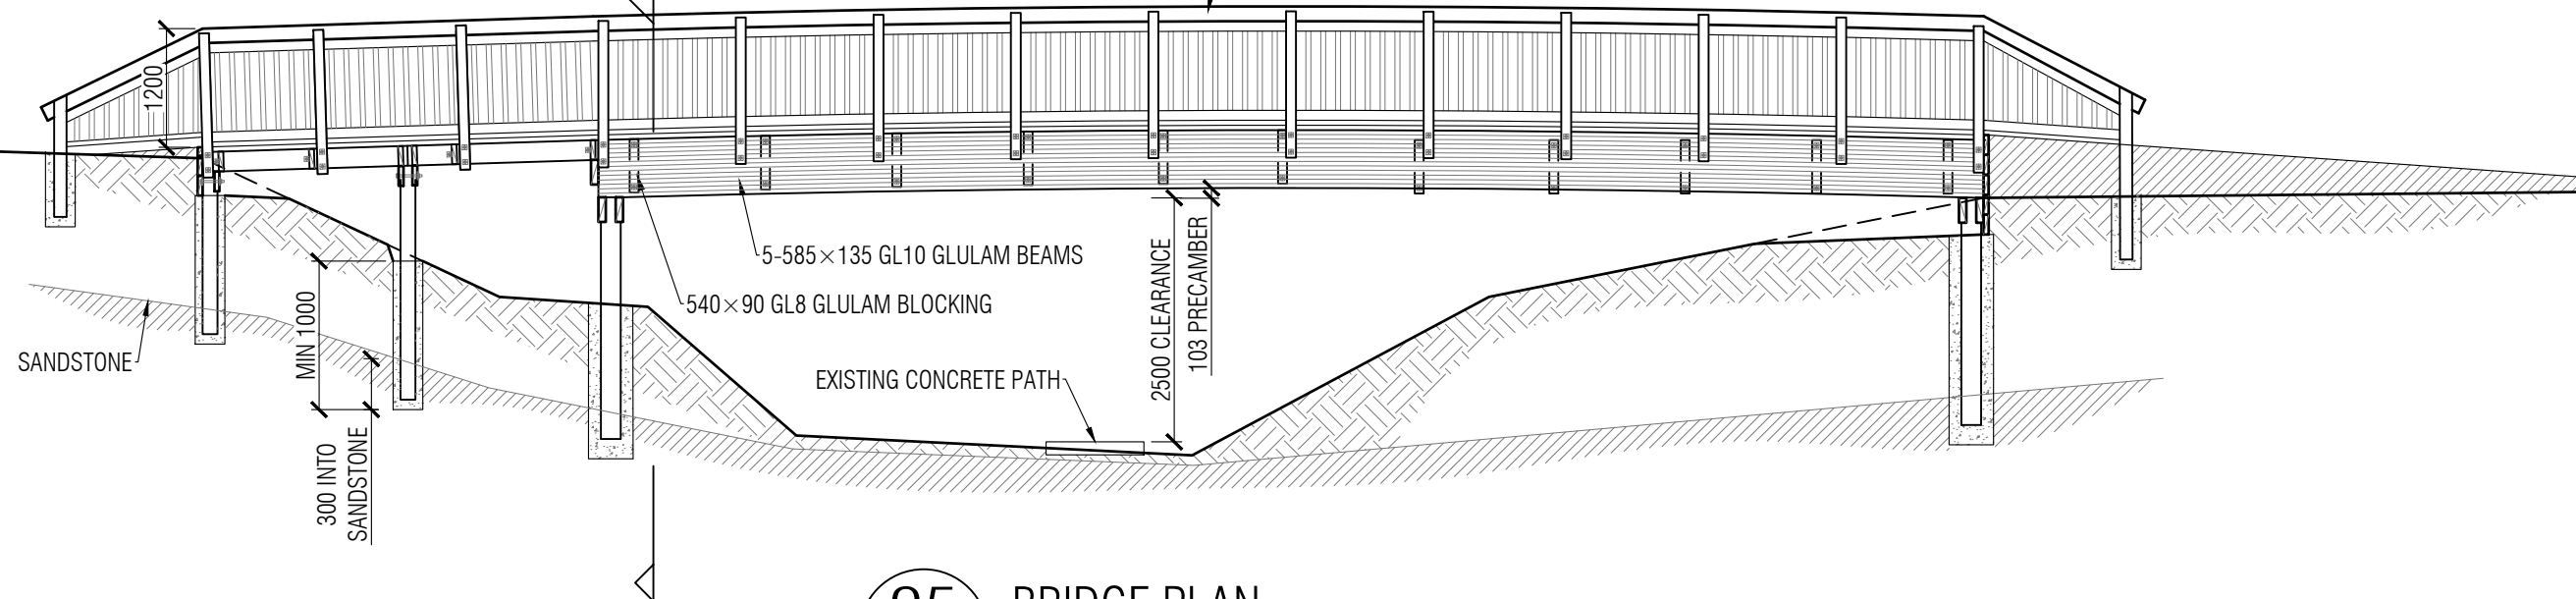 1200
5-585×135 GL10 GLULAM BEAMS
540×90 GL8 GLULAM BLOCKING
2500 CLEARANCE
103 PRECAMBER
MIN 1000
SANDSTONE
EXISTING CONCRETE PATH
300 INTO
SANDSTONE
BRIDGE PLAN